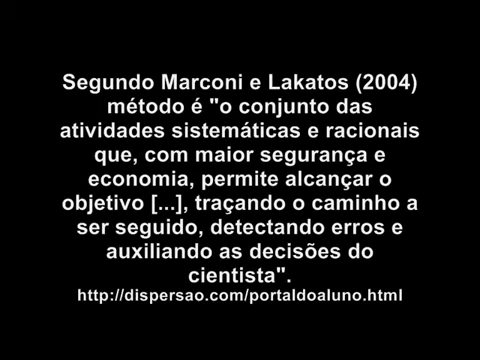 Segundo Marconi e Lakatos (2004)
método é "o conjunto das
atividades sistemáticas e racionais
que, com maior segurança e
economia, permite alcançar o
objetivo [...], traçando o caminho a
ser seguido, detectando erros e
auxiliando as decisões do
cientista".
http://dispersao.com/portaldoaluno.html